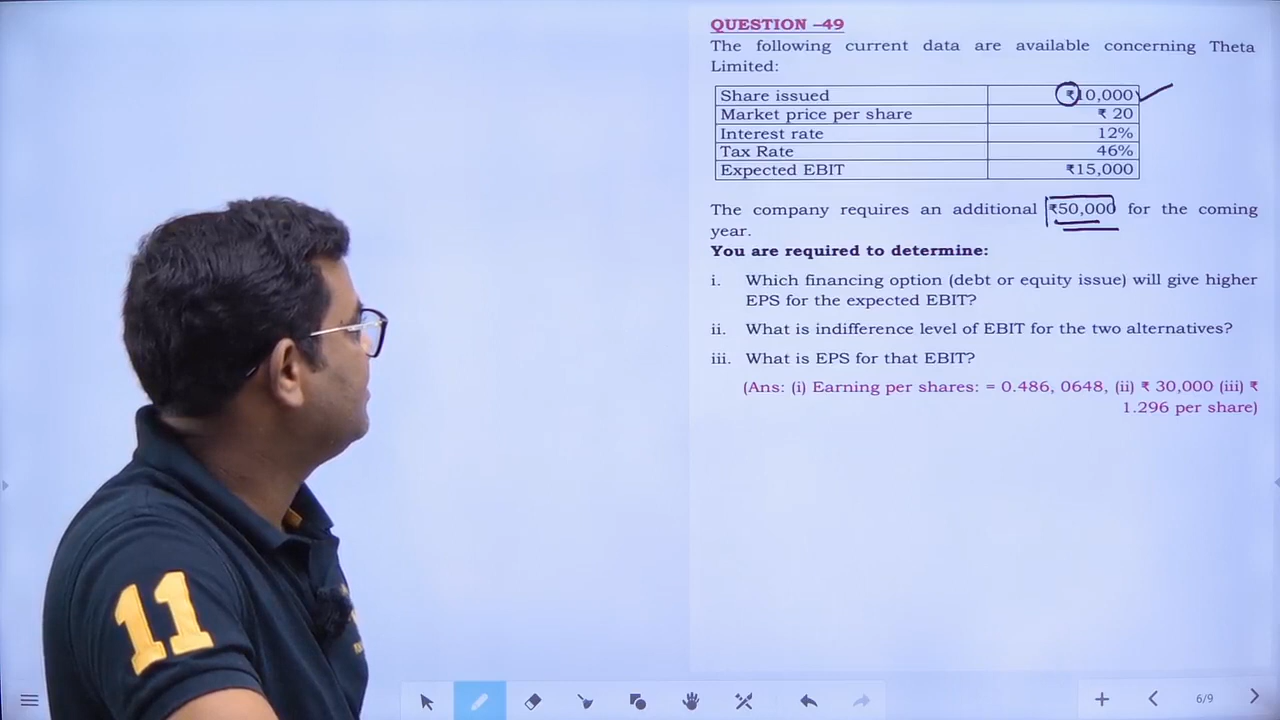 QUESTION –49
The following current data are available concerning Theta
Limited:
Share issued ₹10,000
Market price per share ₹ 20
Interest rate 12%
Tax Rate 46%
Expected EBIT ₹15,000
The company requires an additional ₹50,000 for the coming
year.
You are required to determine:
i. Which financing option (debt or equity issue) will give higher
EPS for the expected EBIT?
ii. What is indifference level of EBIT for the two alternatives?
iii. What is EPS for that EBIT?
(Ans: (i) Earning per shares: = 0.486, 0648, (ii) ₹ 30,000 (iii) ₹
1.296 per share)
11
6/9